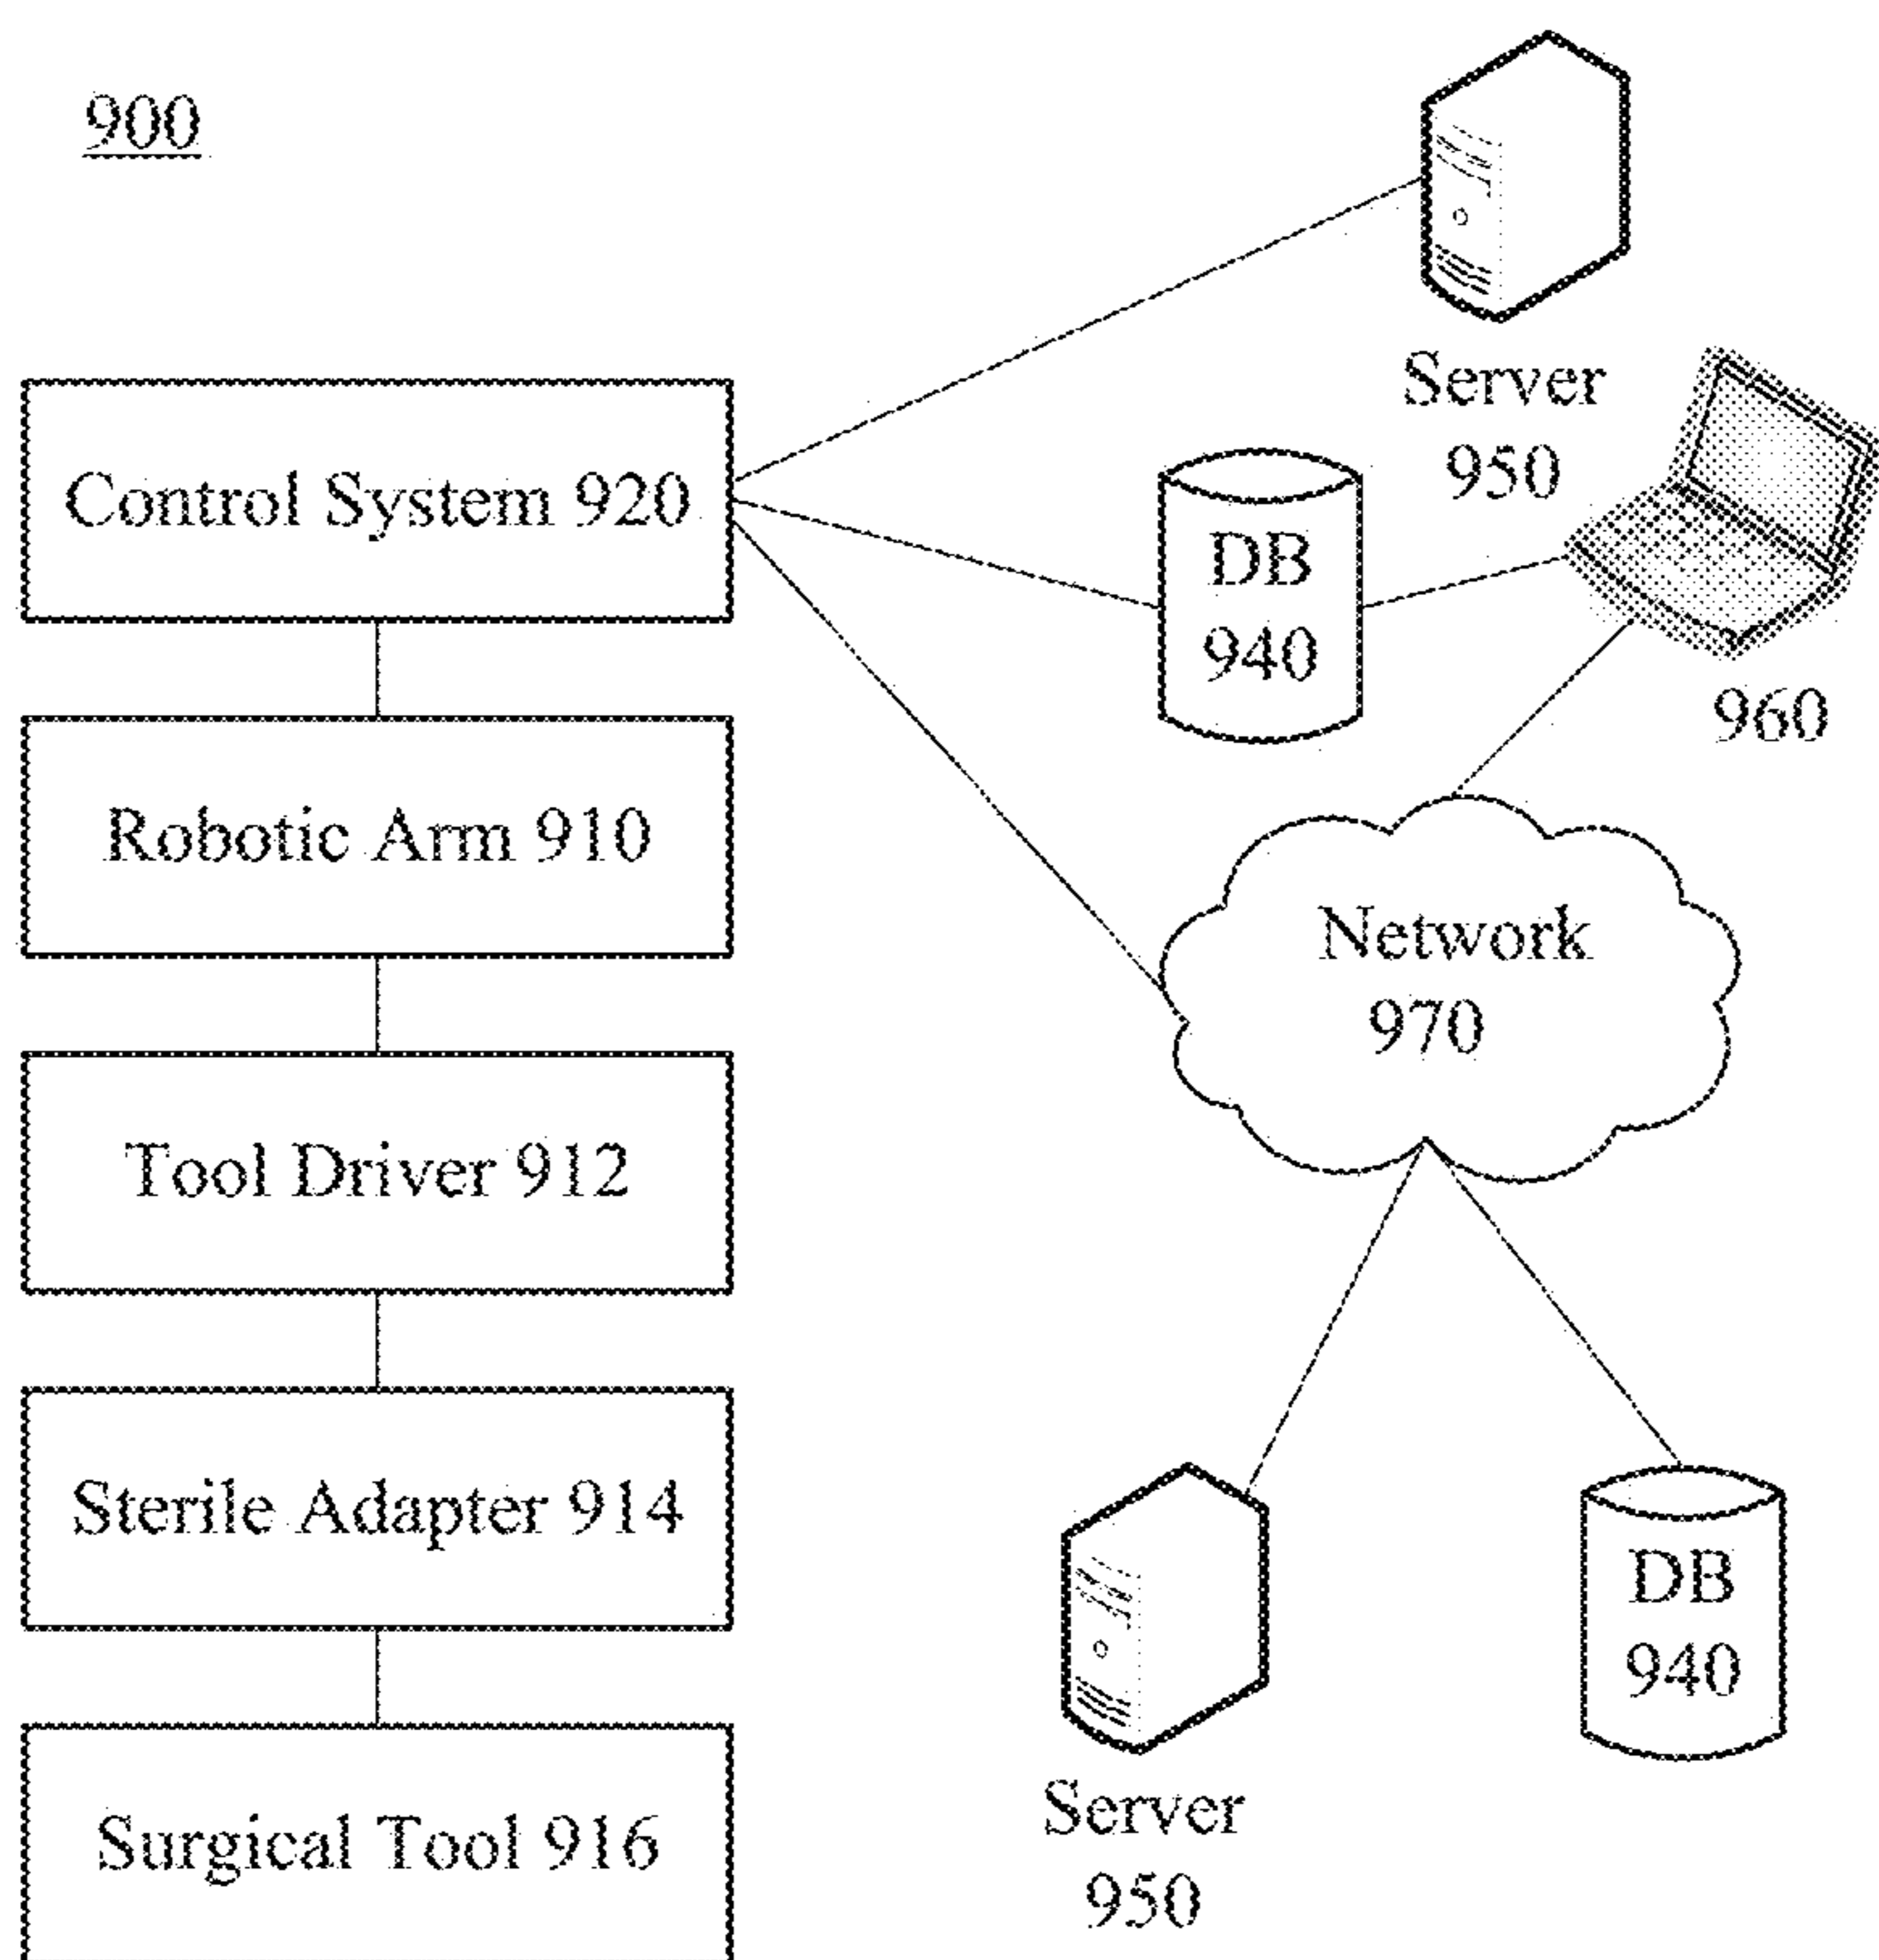 900
Server
950
Control System 920
DB
940
960
Robotic Arm 910
Network
970
Tool Driver 912
Sterile Adapter 914
DB
940
Surgical Tool 916
Server
950